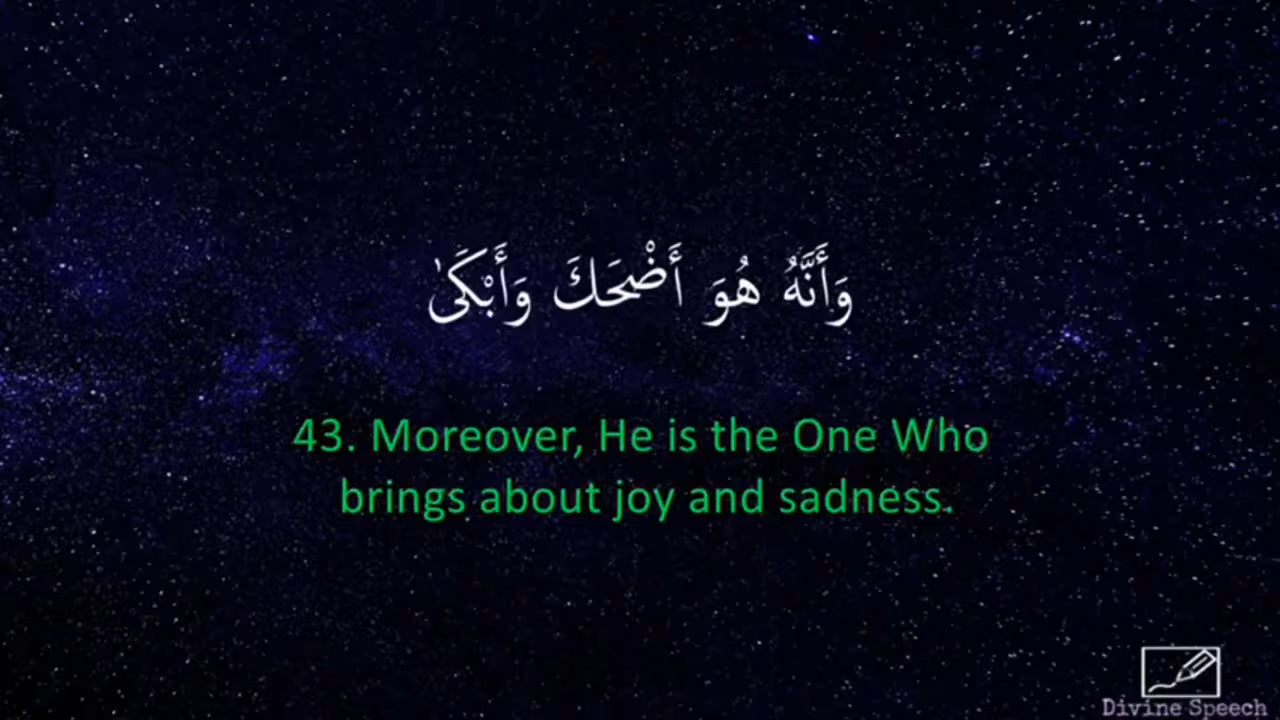 وَأَنَّهُ هُوَ أَضْحَكَ وَأَبْكَىٰ
43. Moreover, He is the One Who
brings about joy and sadness.
Divine Speech